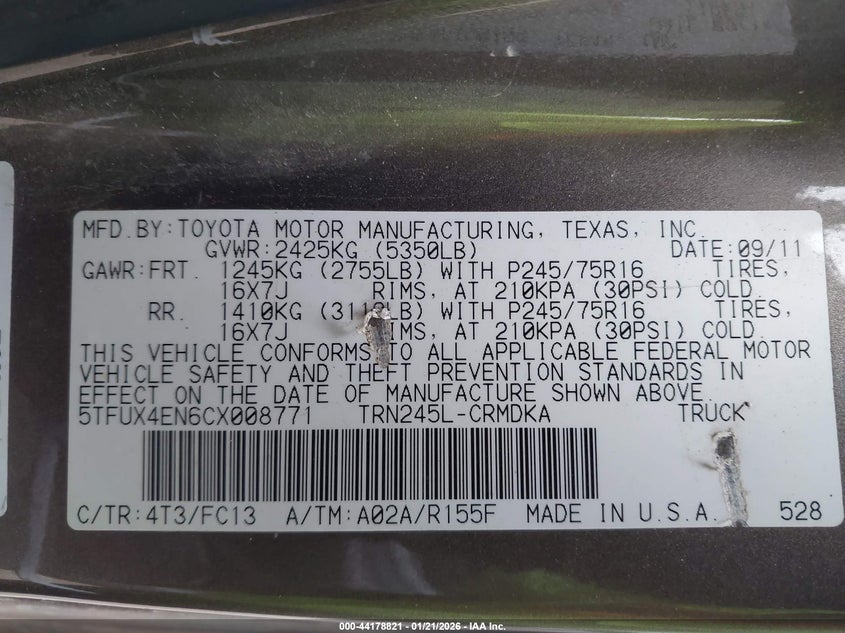 MFD.BY:TOYOTA MOTOR MANUFACTURING, TEXAS, INC.
GVWR:2425KG (5350LB) DATE:09/11
GAWR:FRT. 1245KG (2755LB) WITH P245/75R16 TIRES,
16X7J RIMS, AT 210KPA (30PSI) COLD
RR. 1410KG WITH P245/75R16 TIRES,
16X7J RIMS, AT 210KPA (30PSI) COLD
THIS VEHICLE CONFORMS TO ALL APPLICABLE FEDERAL MOTOR
VEHICLE SAFETY AND THEFT PREVENTION STANDARDS IN
EFFECT ON THE DATE OF MANUFACTURE SHOWN ABOVE.
5TFUX4EN6CX008771 TRN245L-CRMDKA TRUCK
C/TR:4T3/FC13 A/TM:A02A/R155F MADE IN U.S.A. 528
000-44178821 - 01/21/2026 - IAA Inc.